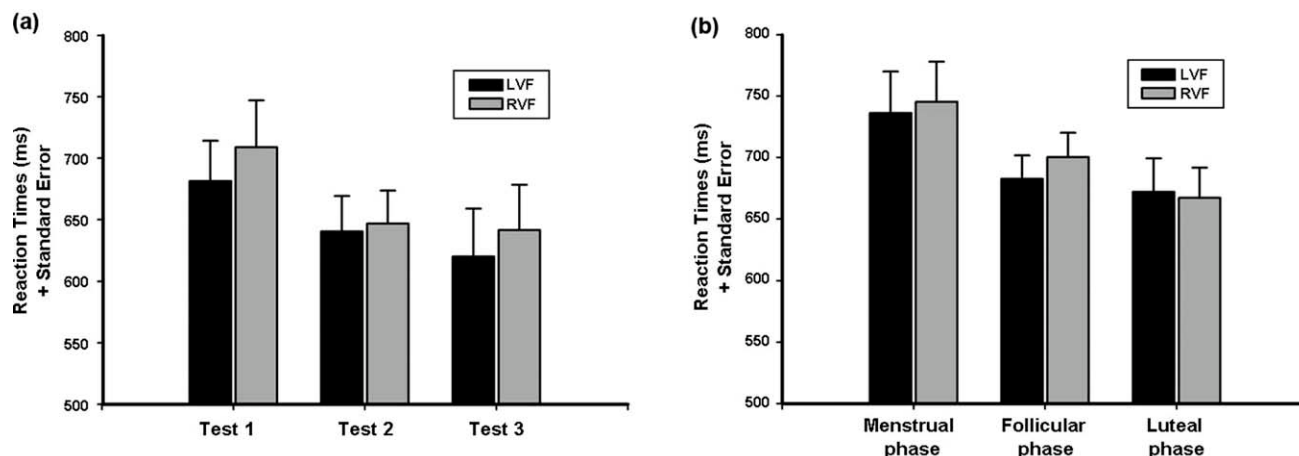 (a)
800
750
700
650
600
550
500
Reaction Times (ms)
+ Standard Error
LVF
RVF
Test 1
Test 2
Test 3
(b)
800
750
700
650
600
550
500
Reaction Times (ms)
+ Standard Error
LVF
RVF
Menstrual
phase
Follicular
phase
Luteal
phase